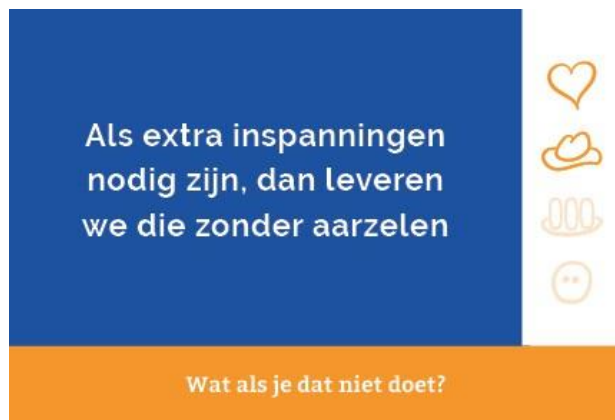 Als extra inspanningen
nodig zijn, dan leveren
we die zonder aarzelen
Wat als je dat niet doet?